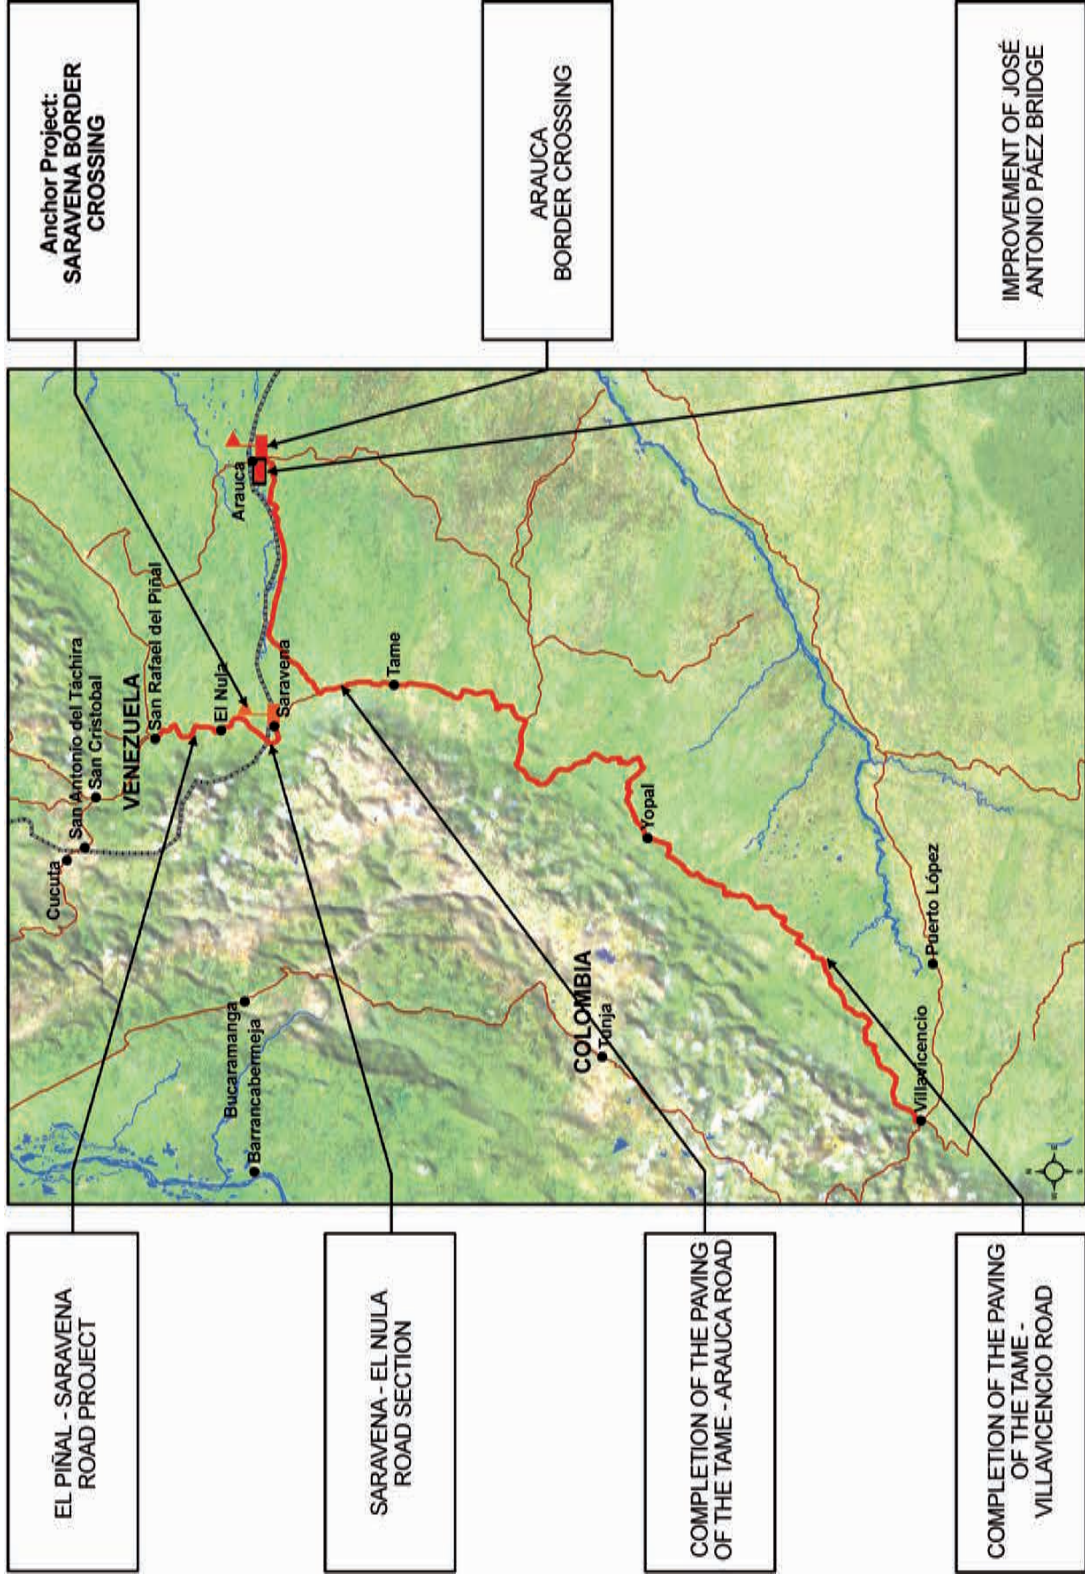 EL PIÑAL - SARAVENA
ROAD PROJECT
SARAVENA - EL NULA
ROAD SECTION
COMPLETION OF THE PAVING
OF THE TAME - ARAUCA ROAD
COMPLETION OF THE PAVING
OF THE TAME -
VILLAVICENCIO ROAD
Cucuta
San Antonio del Táchira
San Cristobal
VENEZUELA
San Rafael del Piñal
El Nula
Bucaramanga
Barrancabermeja
Saravena
Arauca
Tame
COLOMBIA
Tunja
Yopal
Puerto López
Villavicencio
N
W
E
S
Anchor Project:
SARAVENA BORDER
CROSSING
ARAUCA
BORDER CROSSING
IMPROVEMENT OF JOSÉ
ANTONIO PÁEZ BRIDGE